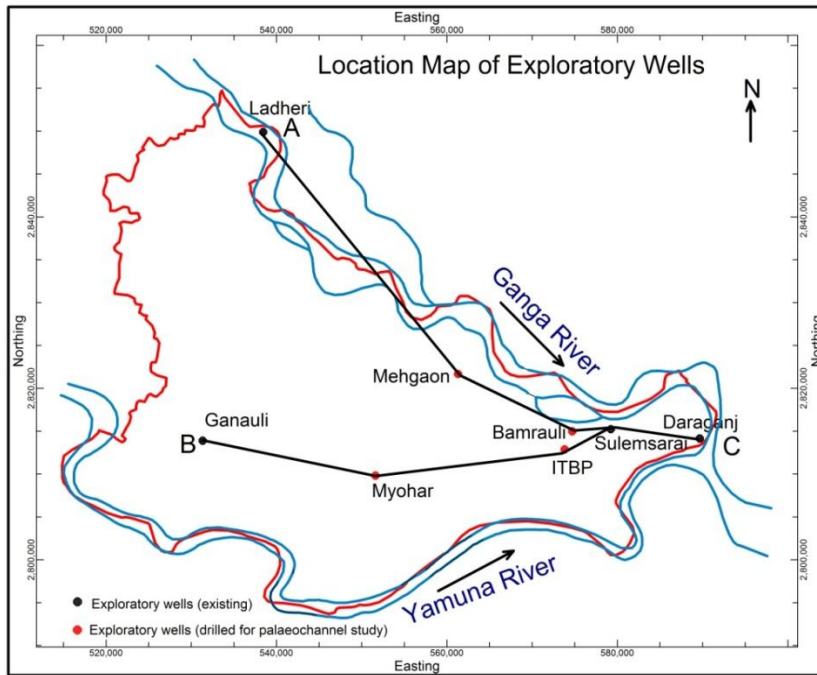 Easting
520,000 540,000 560,000 580,000
Location Map of Exploratory Wells
N
Ladheri
A
2,840,000 2,840,000
Ganga River
Northing Northing
Mehgaon
2,820,000 2,820,000
Ganauli
B
Bamrauli
Sulemsarai
Daraganj
C
ITBP
Myohar
2,800,000 2,800,000
Yamuna River
Exploratory wells (existing)
Exploratory wells (drilled for palaeochannel study)
520,000 540,000 560,000 580,000
Easting